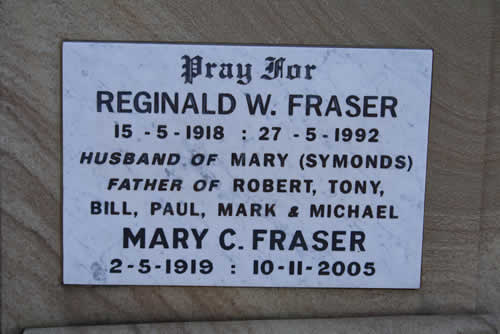 Pray For
REGINALD W. FRASER
15 - 5 - 1918 : 27 - 5 - 1992
HUSBAND OF MARY (SYMONDS)
FATHER OF ROBERT, TONY,
BILL, PAUL, MARK & MICHAEL
MARY C. FRASER
2 - 5 - 1919 : 10 - 11 - 2005